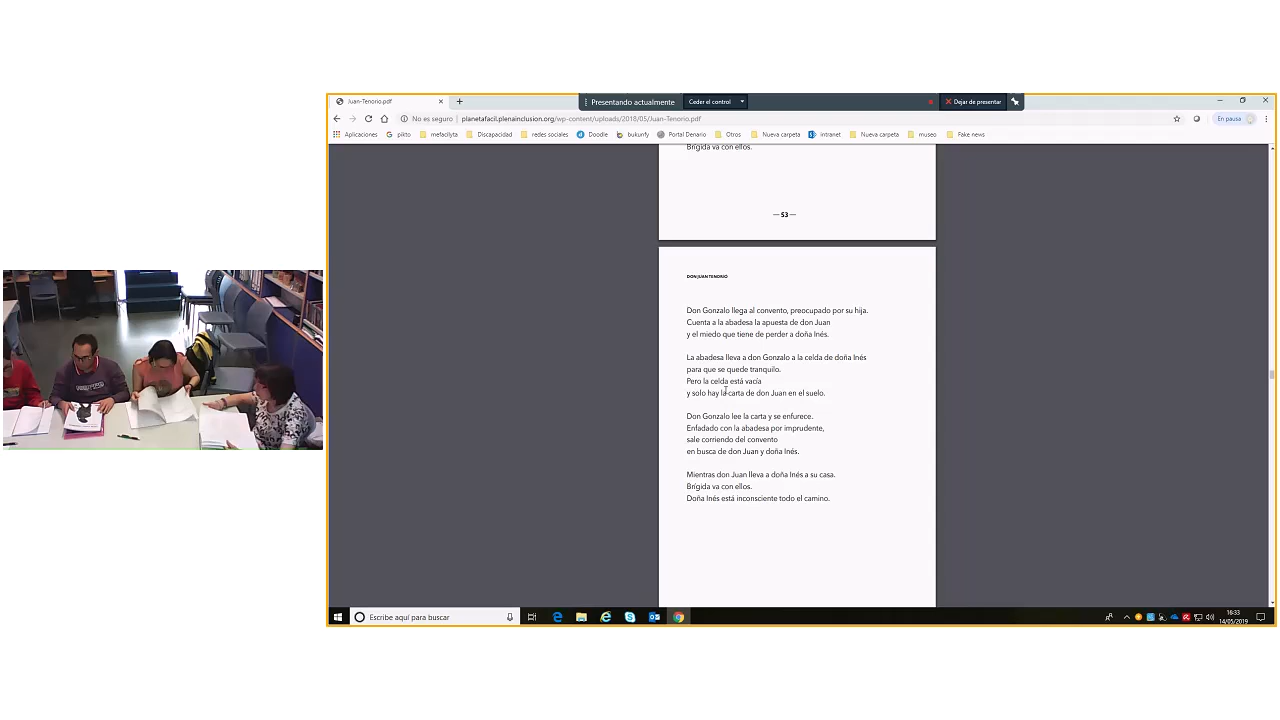 Juan-Tenorio.pdf
Presentando actualmente
Ceder el control
Dejar de presentar
No es seguro
planetafacil.plenainclusion.org/wp-content/uploads/2018/05/Juan-Tenorio.pdf
En pausa
Aplicaciones
pikto
mefacilyta
Discapacidad
redes sociales
Doodle
bukunfy
Portal Denario
Otros
Nueva carpeta
intranet
Nueva carpeta
museo
Fake news
Brígida va con ellos.
— 53 —
DON JUAN TENORIO
Don Gonzalo llega al convento, preocupado por su hija.
Cuenta a la abadesa la apuesta de don Juan
y el miedo que tiene de perder a doña Inés.
La abadesa lleva a don Gonzalo a la celda de doña Inés
para que se quede tranquilo.
Pero la celda está vacía
y solo hay la carta de don Juan en el suelo.
Don Gonzalo lee la carta y se enfurece.
Enfadado con la abadesa por imprudente,
sale corriendo del convento
en busca de don Juan y doña Inés.
Mientras don Juan lleva a doña Inés a su casa.
Brígida va con ellos.
Doña Inés está inconsciente todo el camino.
Escribe aquí para buscar
18:33
14/05/2019